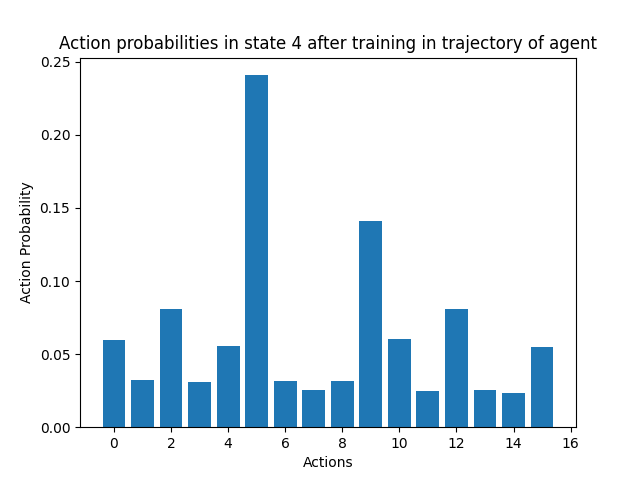 Action probabilities in state 4 after training in trajectory of agent
0.25
0.20
0.15
0.10
0.05
0.00
Action Probability
0 2 4 6 8 10 12 14 16
Actions